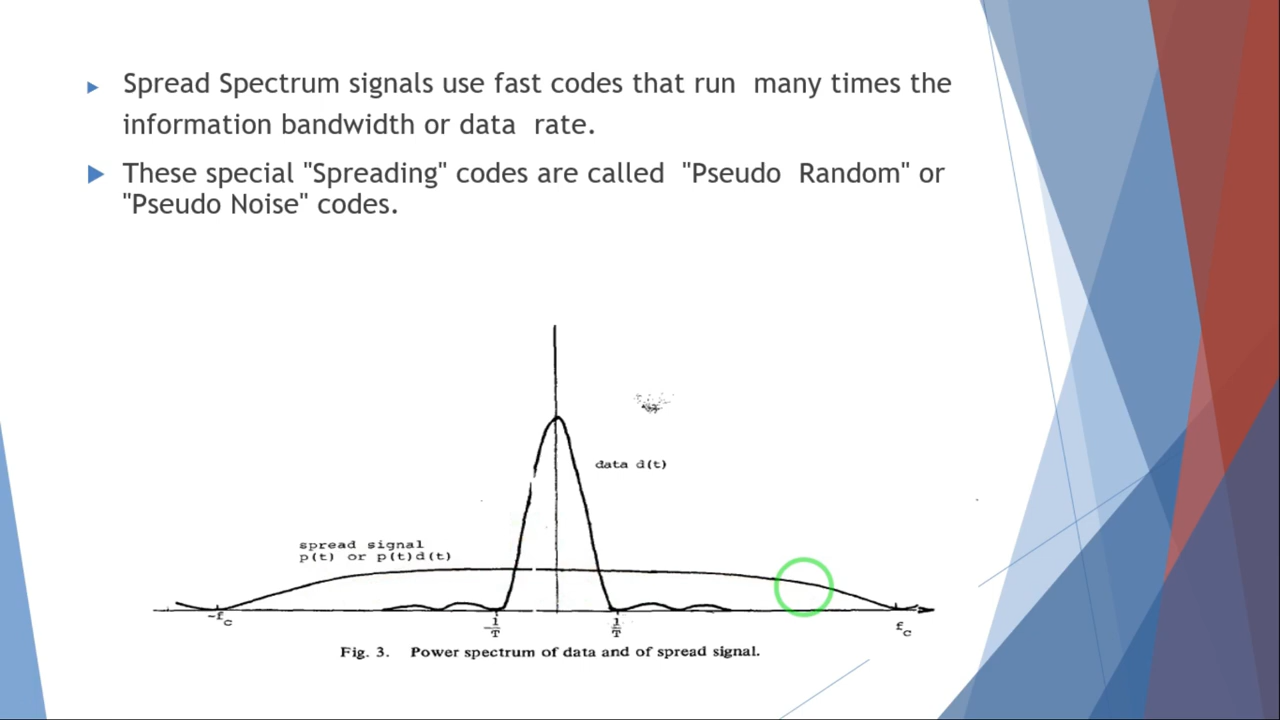 Spread Spectrum signals use fast codes that run  many times the
information bandwidth or data  rate.
These special "Spreading" codes are called  "Pseudo  Random" or
"Pseudo Noise" codes.
data d(t)
spread signal
p(t) or p(t)d(t)
-f_c
-1/T
1/T
f_c
Fig. 3. Power spectrum of data and of spread signal.